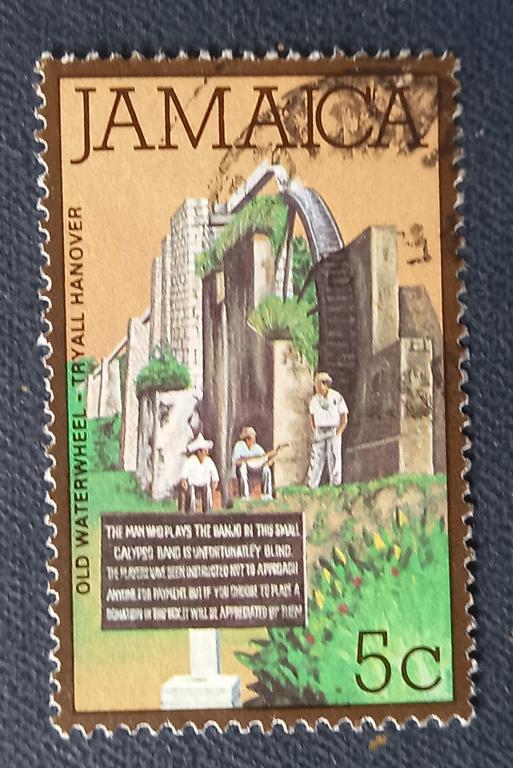 JAMAICA
OLD WATERWHEEL - TRYALL HANOVER
THE MAN WHO PLAYS THE BANJO IN THIS SMALL
CALYPSO BAND IS UNFORTUNATLEY BLIND.
THE PLAYERS HAVE BEEN INSTRUCTED NOT TO APPROACH
ANYONE FOR PAYMENT. BUT IF YOU CHOOSE TO PLACE A
DONATION IN THE BOX, IT WILL BE APPRECIATED BY THEM
5c